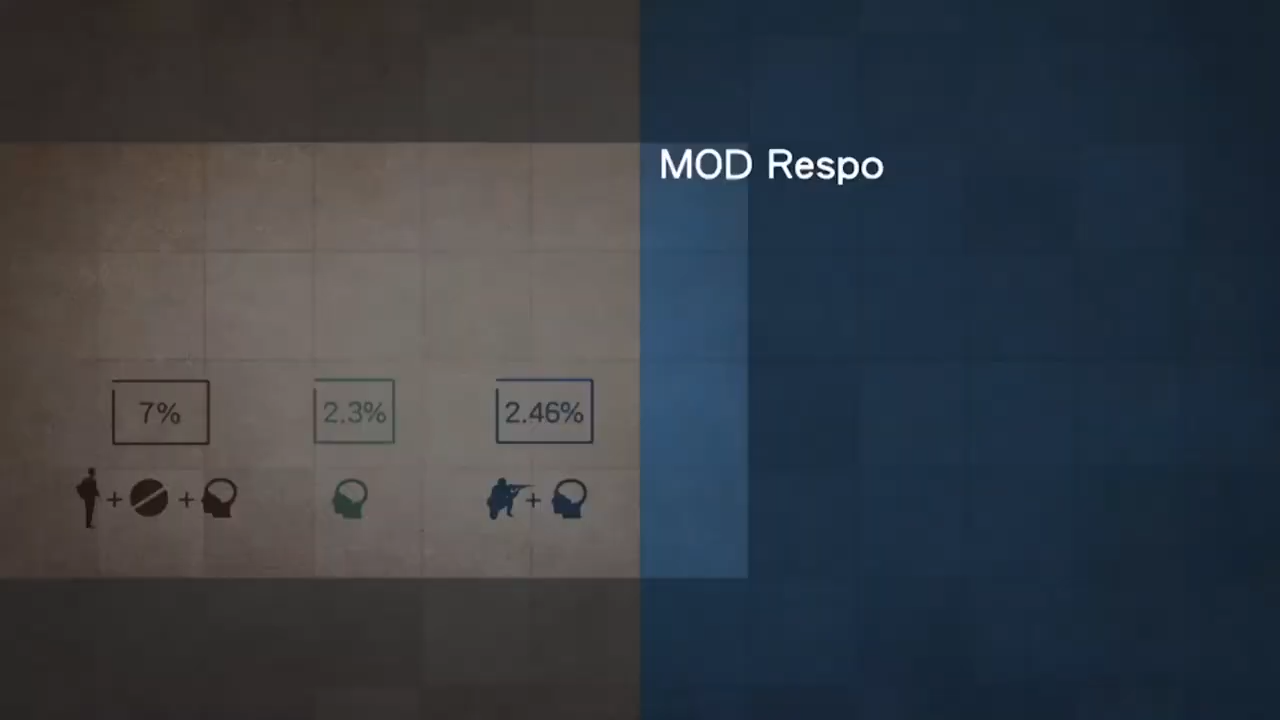 MOD Respo
7% 2.3% 2.46%
+ + +